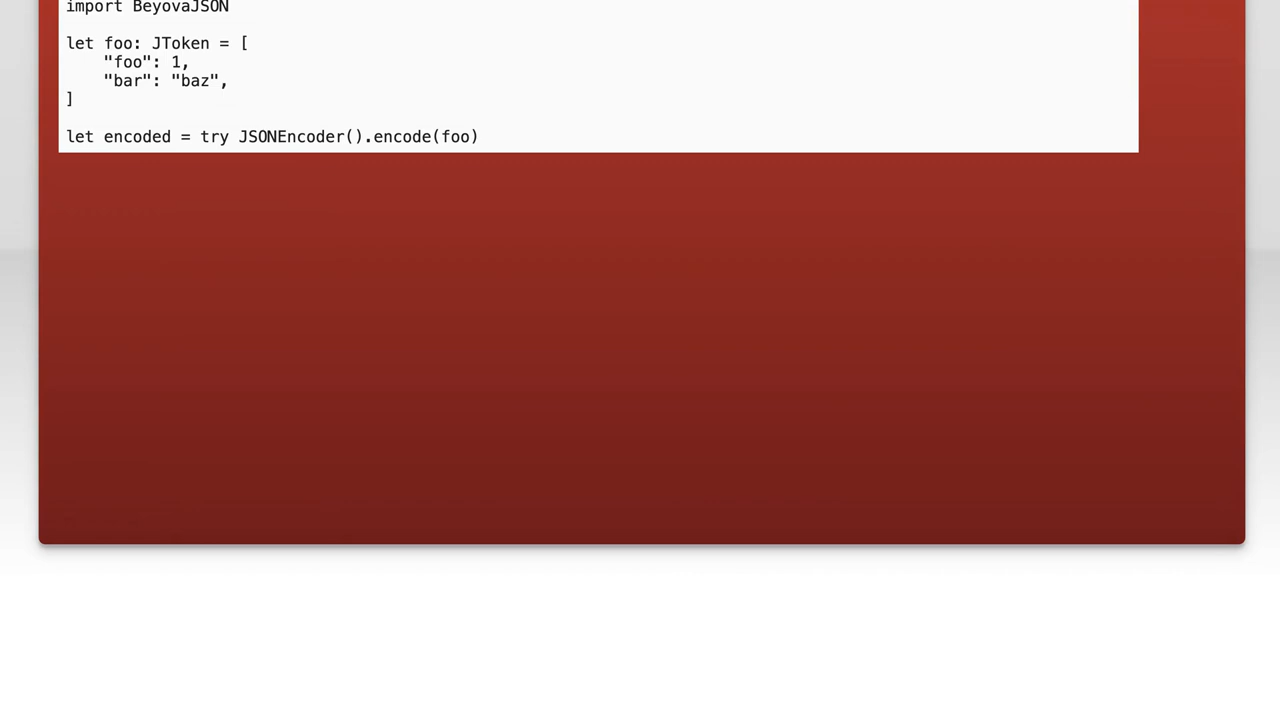 import BeyovaJSON
let foo: JToken = [
    "foo": 1,
    "bar": "baz",
]
let encoded = try JSONEncoder().encode(foo)